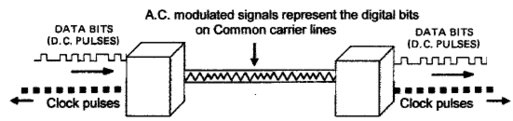 A.C. modulated signals represent the digital bits
on Common carrier lines
DATA BITS
(D.C. PULSES)
DATA BITS
(D.C. PULSES)
Clock pulses
Clock pulses